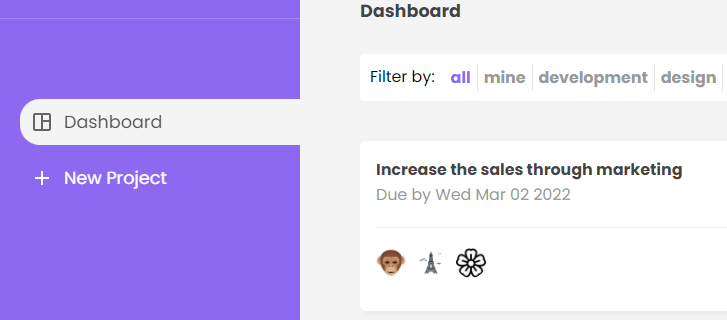 Dashboard
Filter by: all mine development design
Dashboard
New Project
Increase the sales through marketing
Due by Wed Mar 02 2022